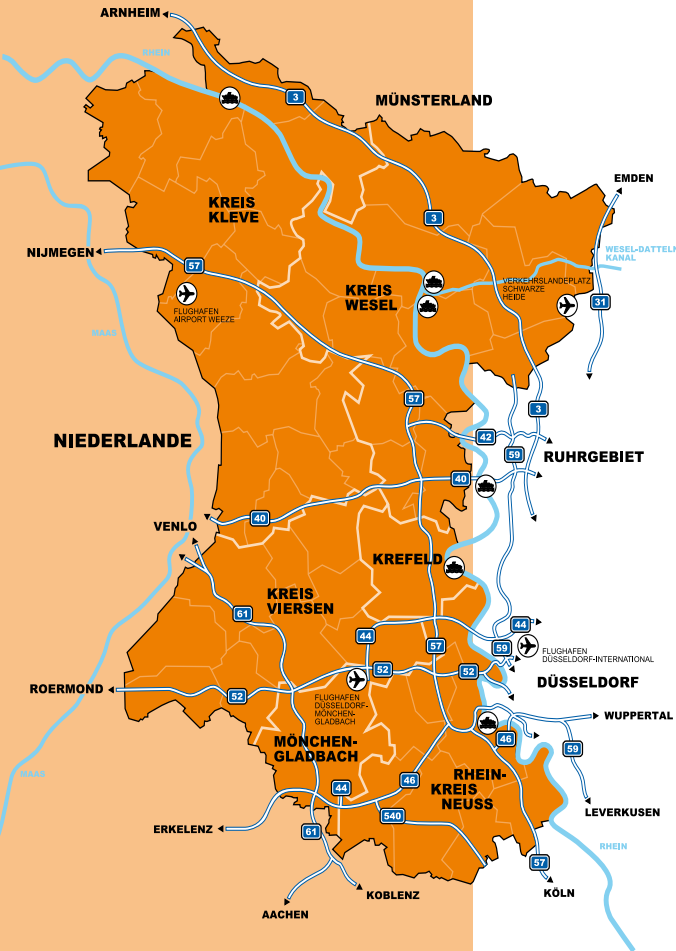 ARNHEIM
RHEIN
3
MÜNSTERLAND
EMDEN
KREIS
KLEVE
3
NIJMEGEN
57
WESEL-DATTELN
KANAL
FLUGHAFEN
AIRPORT WEEZE
KREIS
WESEL
VERKEHRSLANDEPLATZ
SCHWARZE
HEIDE
31
MAAS
57
3
NIEDERLANDE
42
59
RUHRGEBIET
40
40
VENLO
KREFELD
KREIS
VIERSEN
61
44
44
57
59
FLUGHAFEN
DÜSSELDORF-INTERNATIONAL
52
52
DÜSSELDORF
ROERMOND
52
FLUGHAFEN
DÜSSELDORF-
MÖNCHEN-
GLADBACH
WUPPERTAL
46
59
MÖNCHEN-
GLADBACH
MAAS
RHEIN-
KREIS
NEUSS
44
46
LEVERKUSEN
540
ERKELENZ
61
RHEIN
57
KOBLENZ
KÖLN
AACHEN